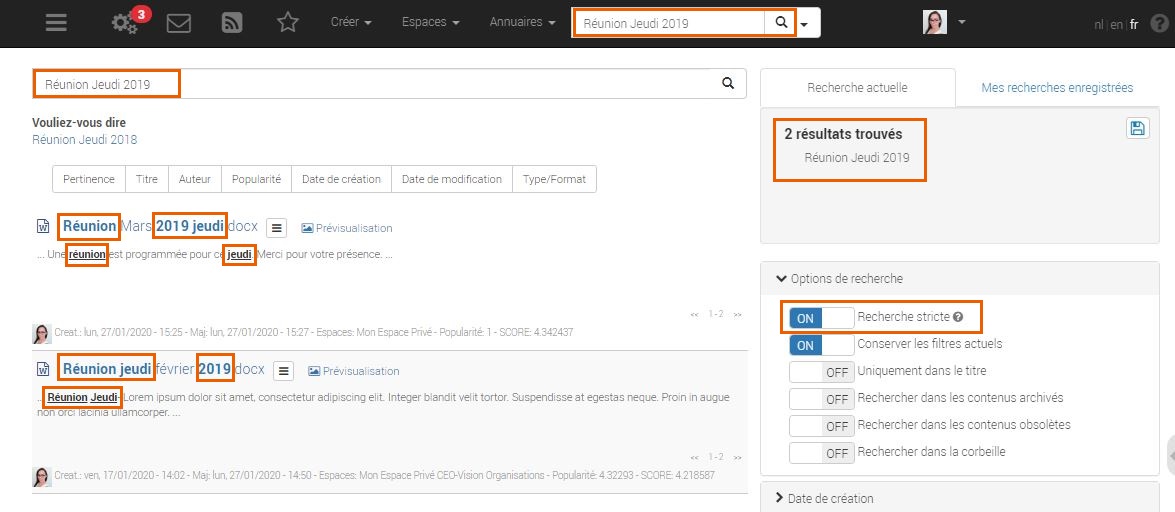 3 Créer Espaces Annuaires Réunion Jeudi 2019 nl | en | fr ?
Réunion Jeudi 2019
Vouliez-vous dire
Réunion Jeudi 2018
Pertinence Titre Auteur Popularité Date de création Date de modification Type/Format
Réunion Mars 2019 jeudi docx Prévisualisation
... Une réunion est programmée pour ce jeudi. Merci pour votre présence. ...
<< 1 - 2 >>
Creat.: lun, 27/01/2020 - 15:25 - Maj: lun, 27/01/2020 - 15:27 - Espaces: Mon Espace Privé - Popularité: 1 - SCORE: 4.342437
Réunion jeudi février 2019 docx Prévisualisation
... Réunion Jeudi- Lorem ipsum dolor sit amet, consectetur adipiscing elit. Integer blandit velit tortor. Suspendisse at egestas neque. Proin in augue
non orci lacinia ullamcorper. ...
<< 1 - 2 >>
Creat.: ven, 17/01/2020 - 14:02 - Maj: lun, 27/01/2020 - 14:50 - Espaces: Mon Espace Privé CEO-Vision Organisations - Popularité: 4.32293 - SCORE: 4.218587
Recherche actuelle Mes recherches enregistrées
2 résultats trouvés
Réunion Jeudi 2019
Options de recherche
ON Recherche stricte ?
ON Conserver les filtres actuels
OFF Uniquement dans le titre
OFF Rechercher dans les contenus archivés
OFF Rechercher dans les contenus obsolètes
OFF Rechercher dans la corbeille
Date de création